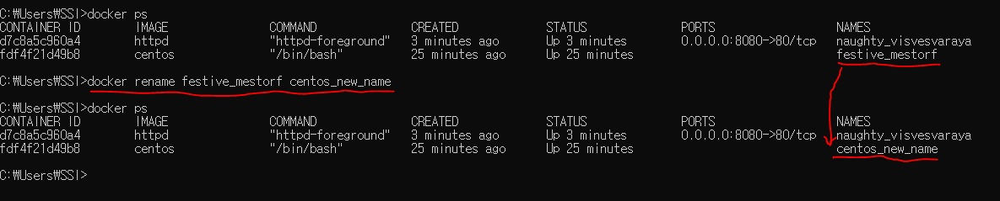 C:\Users\SSI>docker ps
CONTAINER ID IMAGE COMMAND CREATED STATUS PORTS NAMES
d7c8a5c960a4 httpd "httpd-foreground" 3 minutes ago Up 3 minutes 0.0.0.0:8080->80/tcp naughty_visvesvaraya
fdf4f21d49b8 centos "/bin/bash" 25 minutes ago Up 25 minutes festive_mestorf
C:\Users\SSI>docker rename festive_mestorf centos_new_name
C:\Users\SSI>docker ps
CONTAINER ID IMAGE COMMAND CREATED STATUS PORTS NAMES
d7c8a5c960a4 httpd "httpd-foreground" 3 minutes ago Up 3 minutes 0.0.0.0:8080->80/tcp naughty_visvesvaraya
fdf4f21d49b8 centos "/bin/bash" 25 minutes ago Up 25 minutes centos_new_name
C:\Users\SSI>